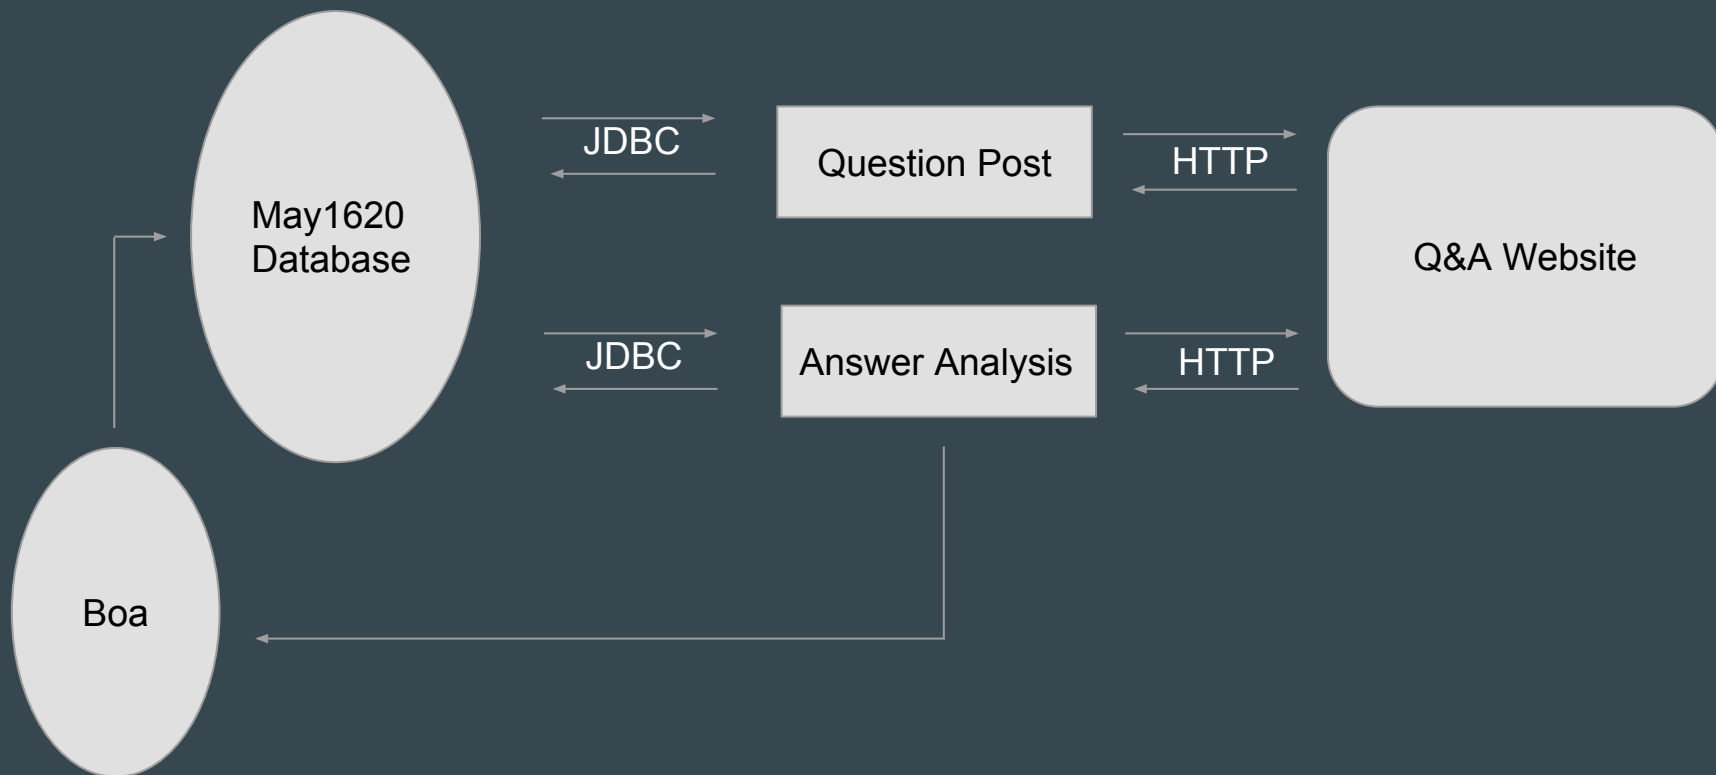 May1620
Database
JDBC
Question Post
HTTP
Q&A Website
JDBC
Answer Analysis
HTTP
Boa